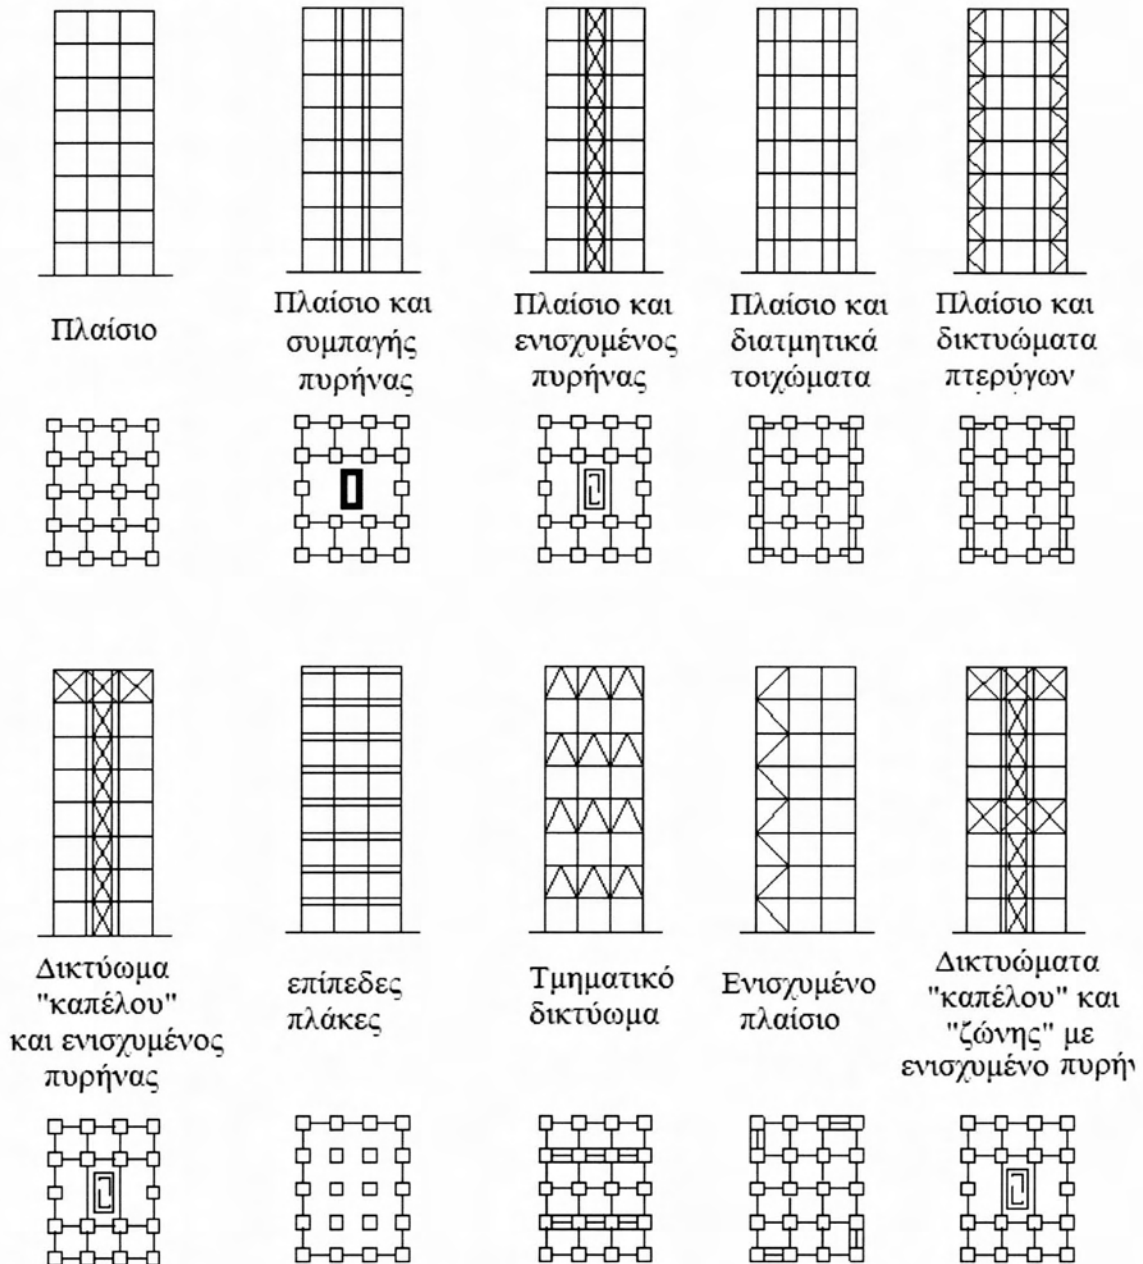 Πλαίσιο
Πλαίσιο και
συμπαγής
πυρήνας
Πλαίσιο και
ενισχυμένος
πυρήνας
Πλαίσιο και
διατμητικά
τοιχώματα
Πλαίσιο και
δικτυώματα
πτερύγων
Δικτύωμα
"καπέλου"
και ενισχυμένος
πυρήνας
επίπεδες
πλάκες
Τμηματικό
δικτύωμα
Ενισχυμένο
πλαίσιο
Δικτυώματα
"καπέλου" και
"ζώνης" με
ενισχυμένο πυρήν